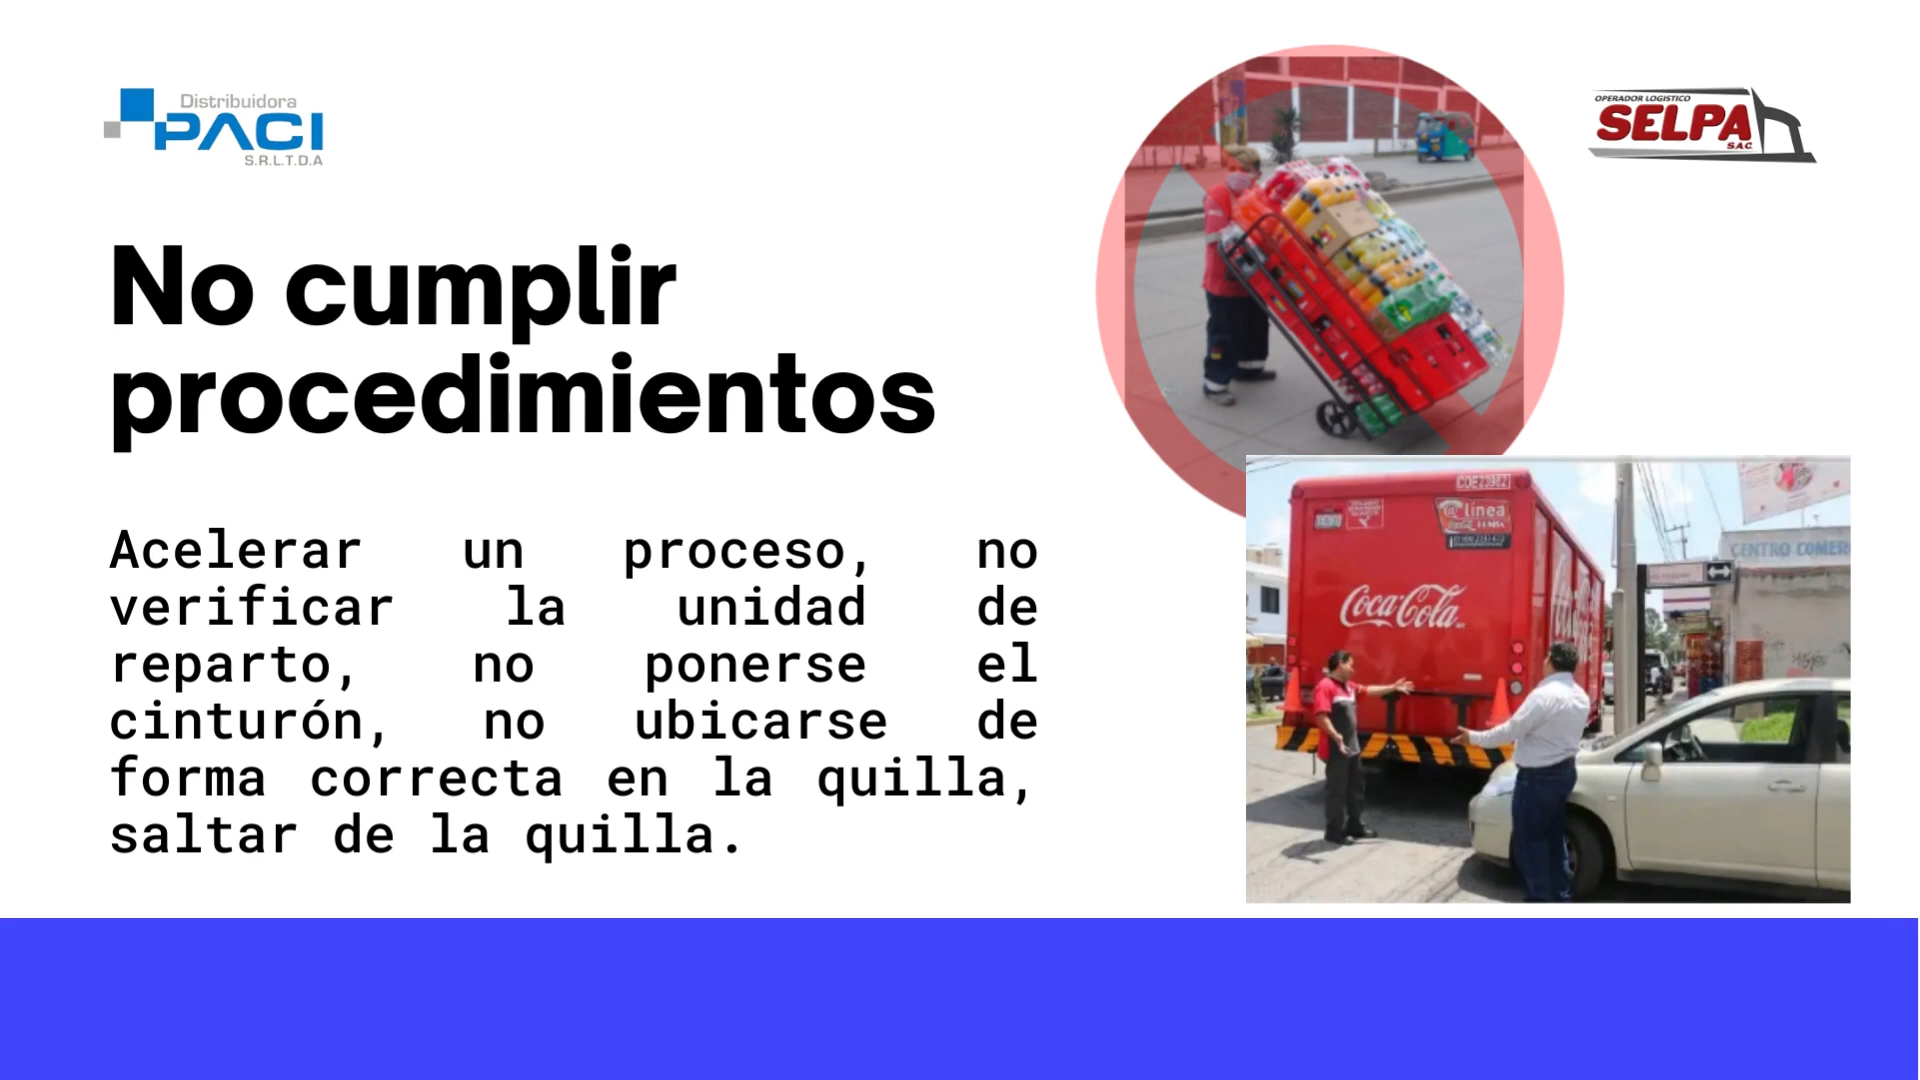 Distribuidora
PACI
S.R.L.T.D.A
OPERADOR LOGISTICO
SELPA
S.A.C.
No cumplir
procedimientos
Acelerar un proceso, no
verificar la unidad de
reparto, no ponerse el
cinturón, no ubicarse de
forma correcta en la quilla,
saltar de la quilla.
@ línea
Coca-Cola
CENTRO COMER